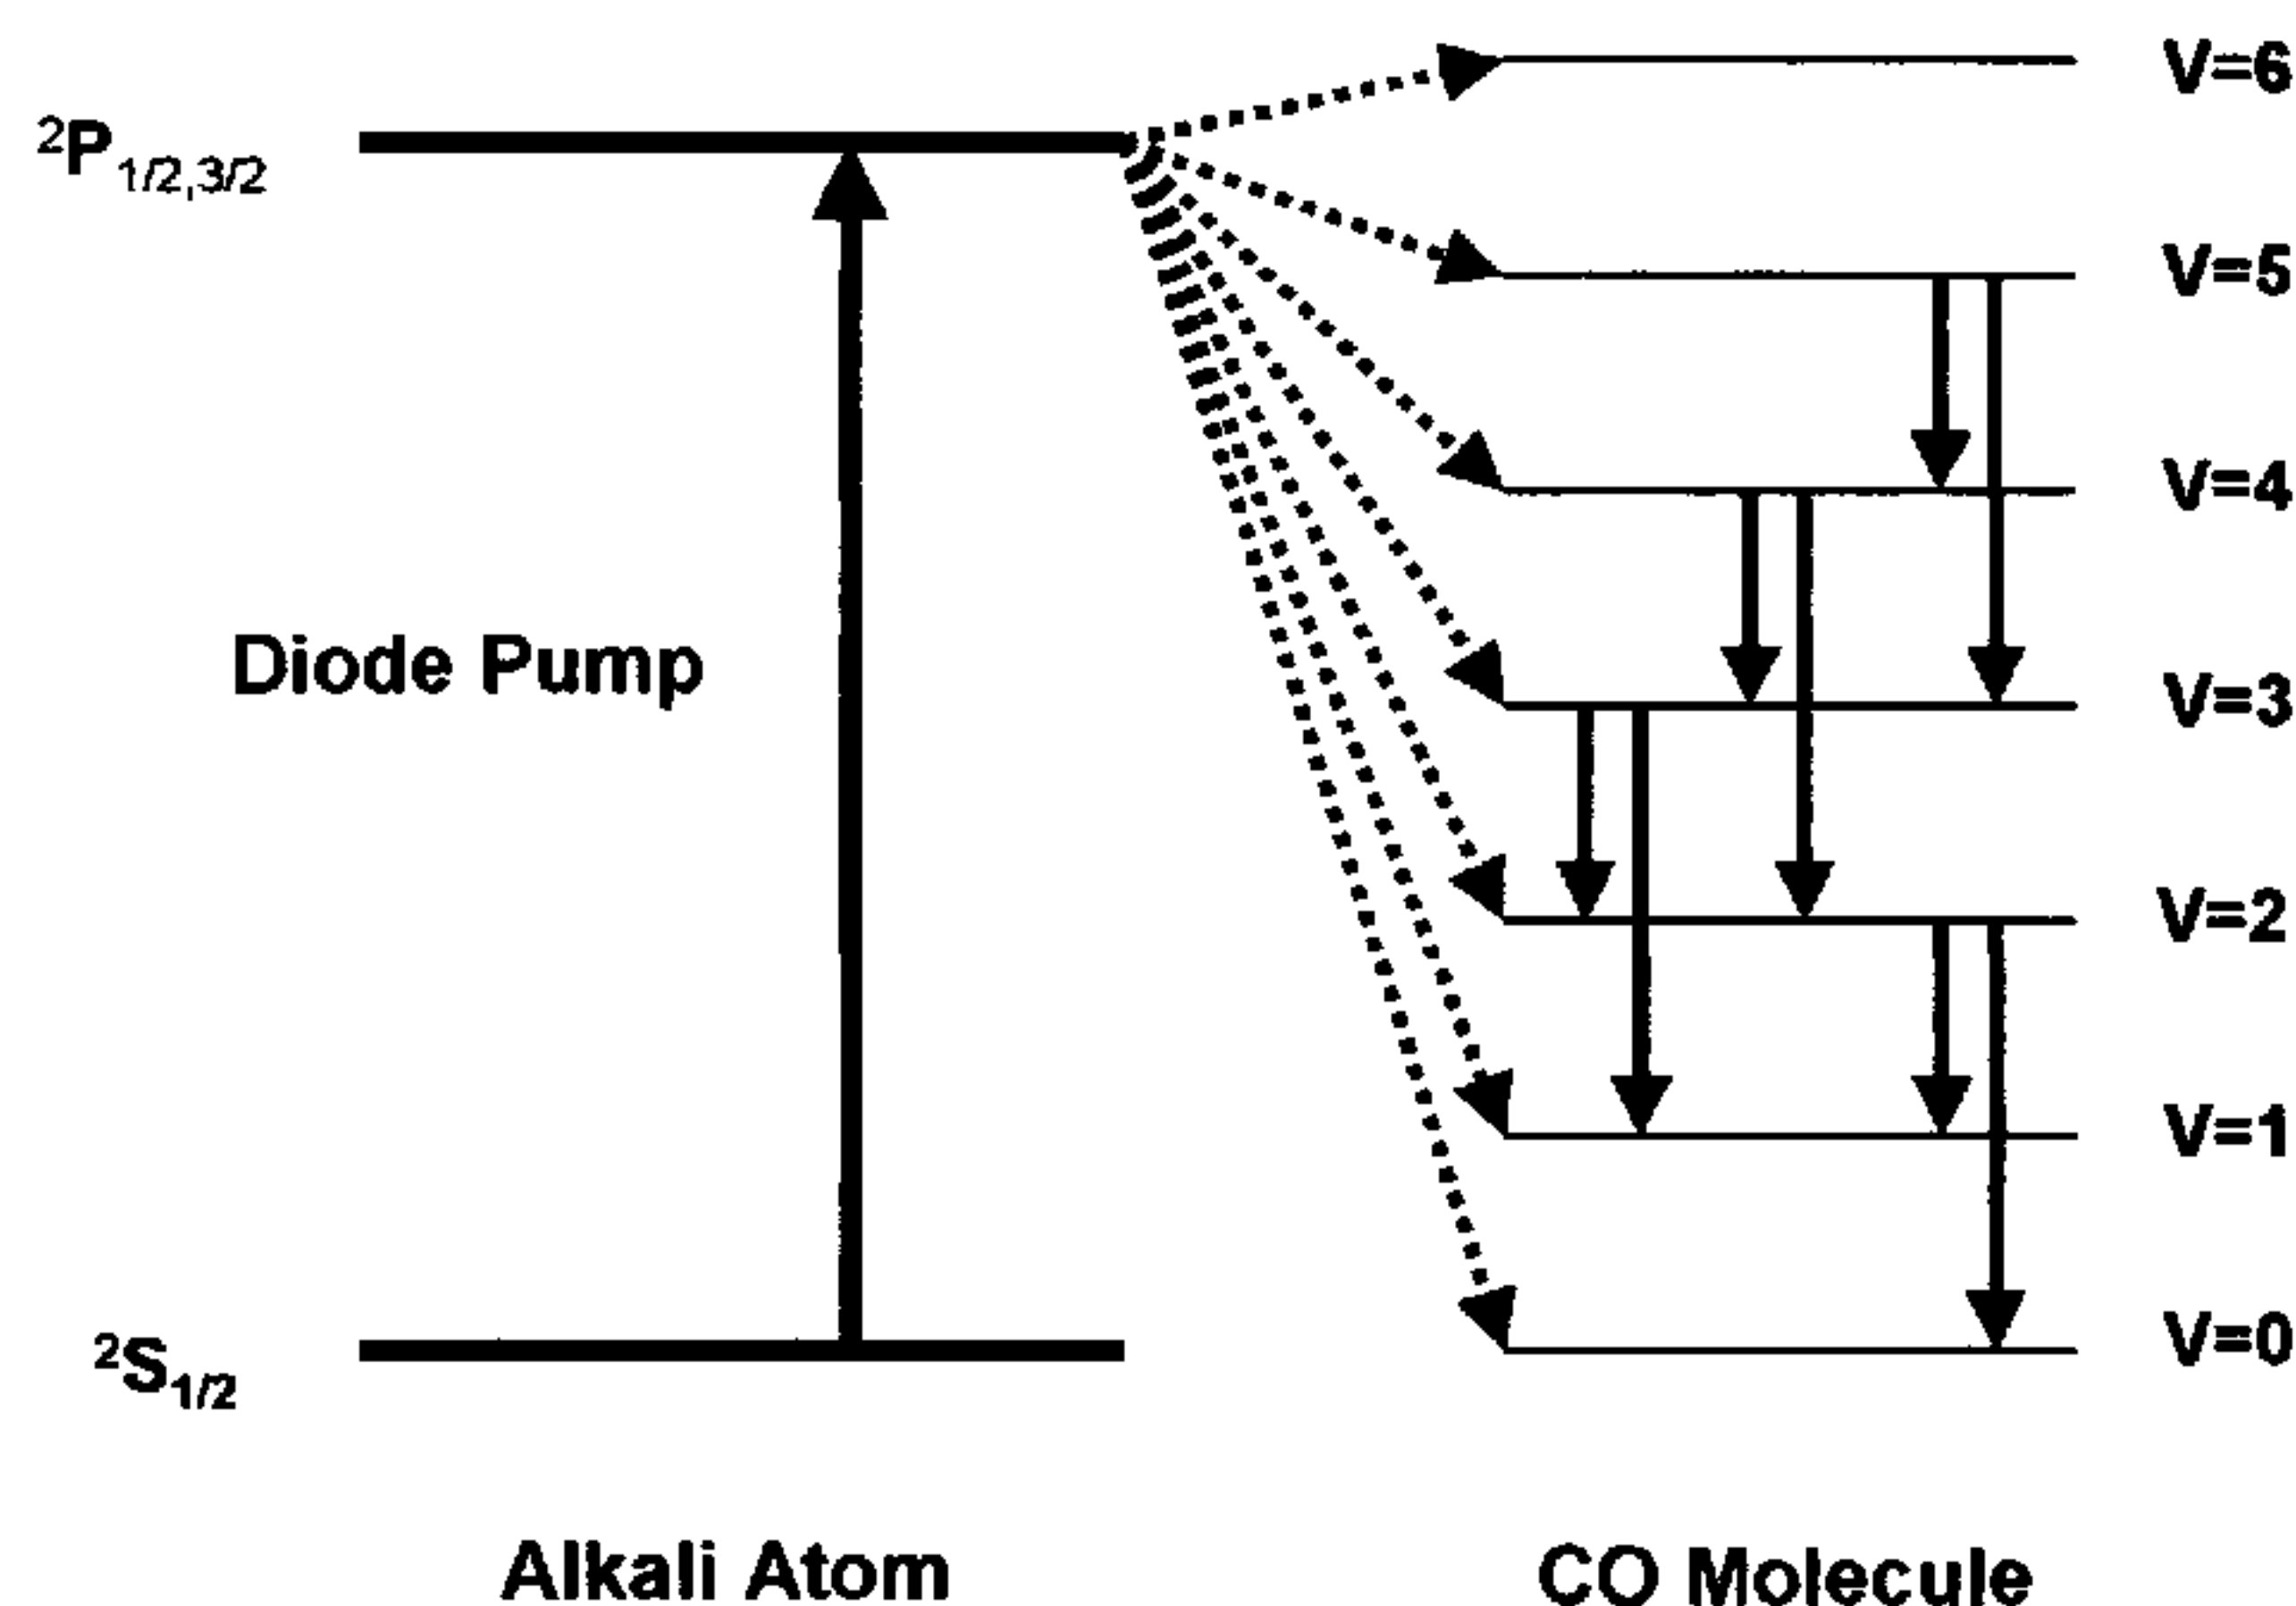 V=6
²P1/2,3/2
V=5
V=4
Diode Pump
V=3
V=2
V=1
²S1/2
V=0
Alkali Atom
CO Molecule